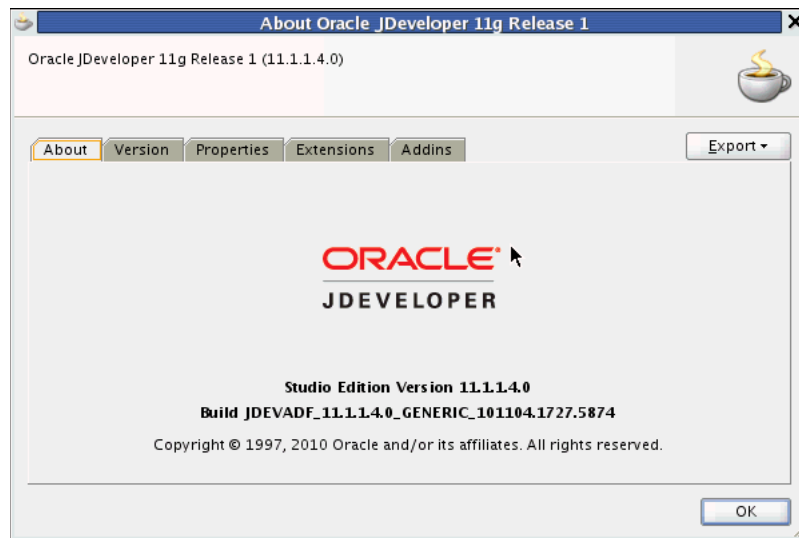 About Oracle JDeveloper 11g Release 1
Oracle JDeveloper 11g Release 1 (11.1.1.4.0)
About Version Properties Extensions Addins Export
ORACLE
JDEVELOPER
Studio Edition Version 11.1.1.4.0
Build JDEVADF_11.1.1.4.0_GENERIC_101104.1727.5874
Copyright © 1997, 2010 Oracle and/or its affiliates. All rights reserved.
OK